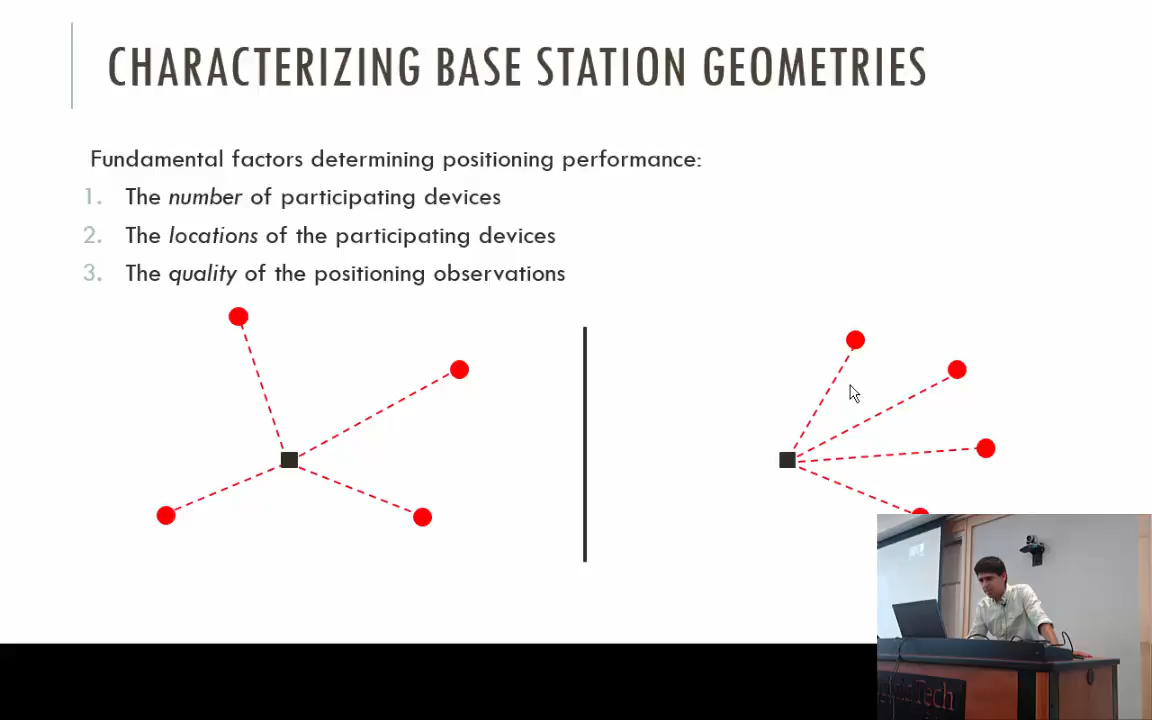 CHARACTERIZING BASE STATION GEOMETRIES
Fundamental factors determining positioning performance:
1. The number of participating devices
2. The locations of the participating devices
3. The quality of the positioning observations
Tech